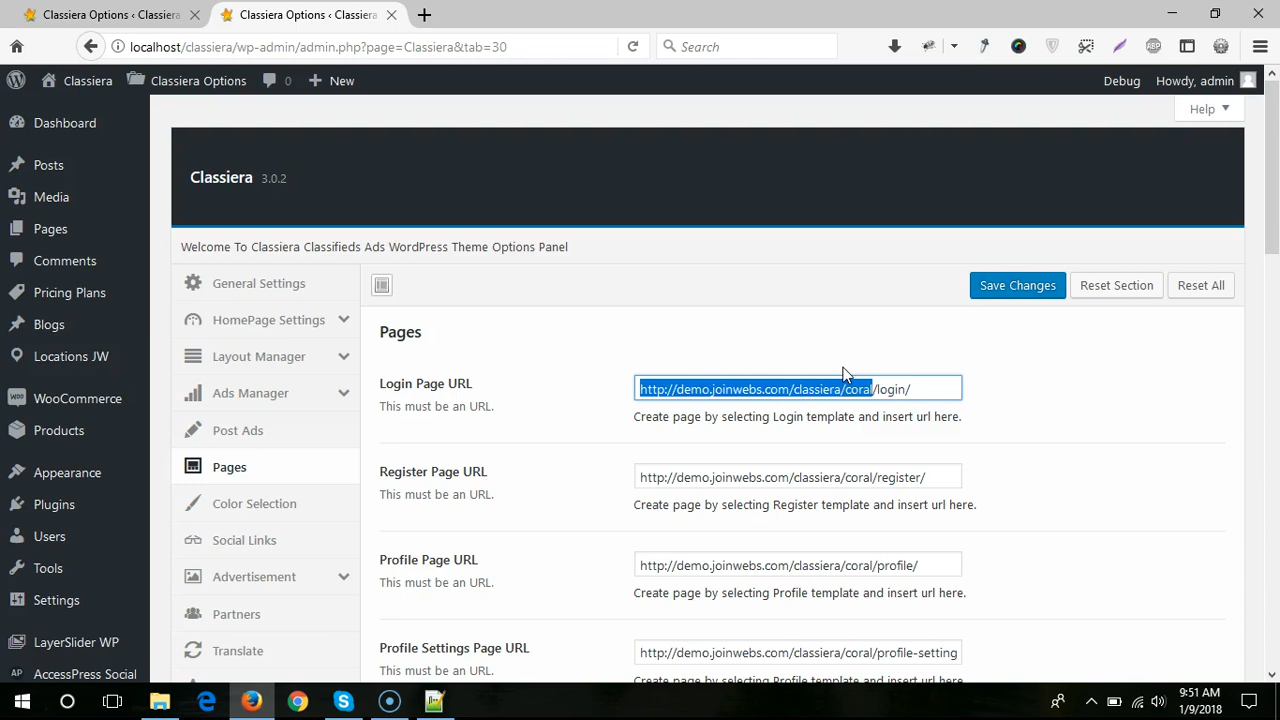 Classiera Options ‹ Classiera
Classiera Options ‹ Classiera
localhost/classiera/wp-admin/admin.php?page=Classiera&tab=30
Search
ABP
Classiera
Classiera Options
0
New
Debug
Howdy, admin
Help
Dashboard
Posts
Media
Pages
Comments
Pricing Plans
Blogs
Locations JW
WooCommerce
Products
Appearance
Plugins
Users
Tools
Settings
LayerSlider WP
AP AccessPress Social
Classiera 3.0.2
Welcome To Classiera Classifieds Ads WordPress Theme Options Panel
General Settings
HomePage Settings
Layout Manager
Ads Manager
Post Ads
Pages
Color Selection
Social Links
Advertisement
Partners
Translate
Save Changes
Reset Section
Reset All
Pages
Login Page URL
This must be an URL.
http://demo.joinwebs.com/classiera/coral/login/
Create page by selecting Login template and insert url here.
Register Page URL
This must be an URL.
http://demo.joinwebs.com/classiera/coral/register/
Create page by selecting Register template and insert url here.
Profile Page URL
This must be an URL.
http://demo.joinwebs.com/classiera/coral/profile/
Create page by selecting Profile template and insert url here.
Profile Settings Page URL
This must be an URL.
http://demo.joinwebs.com/classiera/coral/profile-setting
Create page by selecting Profile template and insert url here.
9:51 AM
1/9/2018